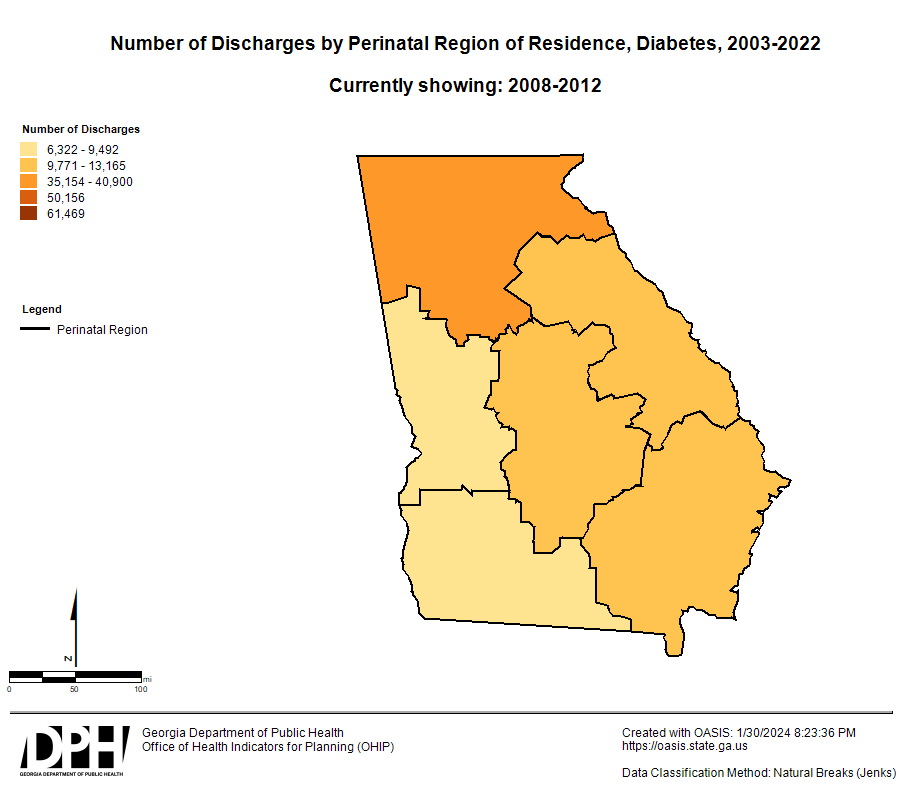 Number of Discharges by Perinatal Region of Residence, Diabetes, 2003-2022
Currently showing: 2008-2012
Number of Discharges
6,322 - 9,492
9,771 - 13,165
35,154 - 40,900
50,156
61,469
Legend
Perinatal Region
N
mi
0 50 100
DPH
GEORGIA DEPARTMENT OF PUBLIC HEALTH
Georgia Department of Public Health
Office of Health Indicators for Planning (OHIP)
Created with OASIS: 1/30/2024 8:23:36 PM
https://oasis.state.ga.us
Data Classification Method: Natural Breaks (Jenks)